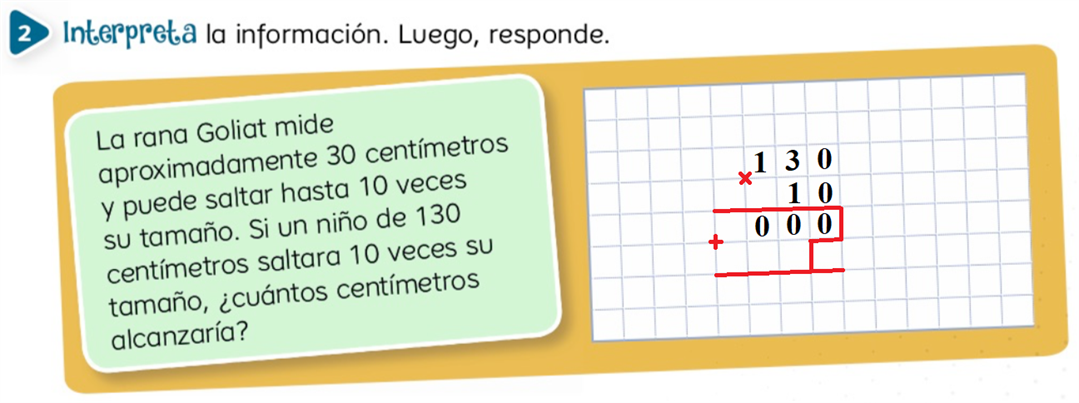 2 Interpreta la información. Luego, responde.
La rana Goliat mide
aproximadamente 30 centímetros
y puede saltar hasta 10 veces
su tamaño. Si un niño de 130
centímetros saltara 10 veces su
tamaño, ¿cuántos centímetros
alcanzaría?
1 3 0
×
1 0
0 0 0
+